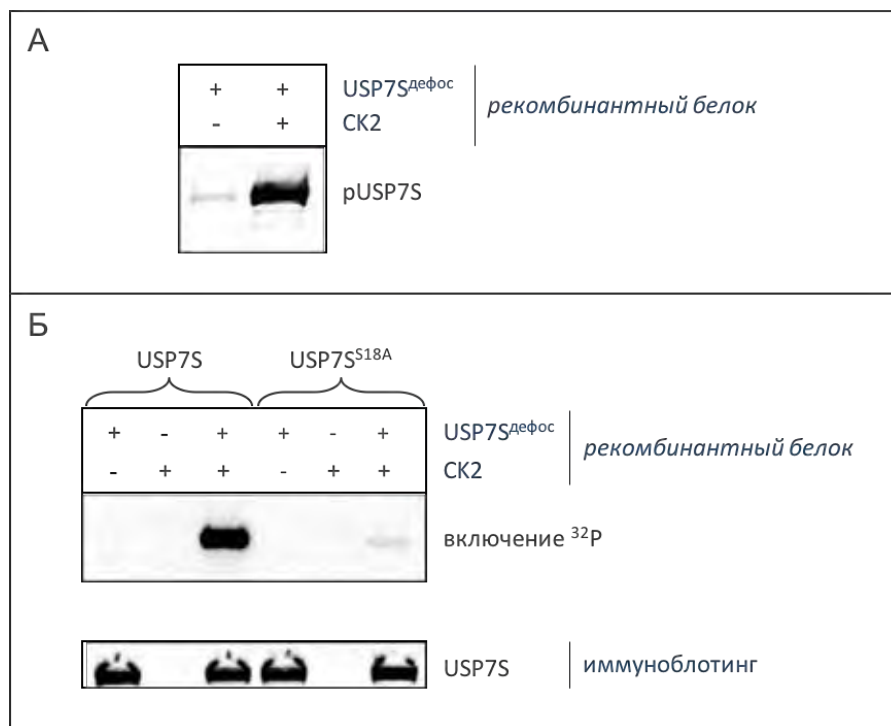 А
+ + USP7Sдефос
- + CK2
рекомбинантный белок
pUSP7S
Б
USP7S USP7SS18A
+ - + + - + USP7Sдефос
- + + - + + CK2
рекомбинантный белок
включение 32P
USP7S иммуноблотинг